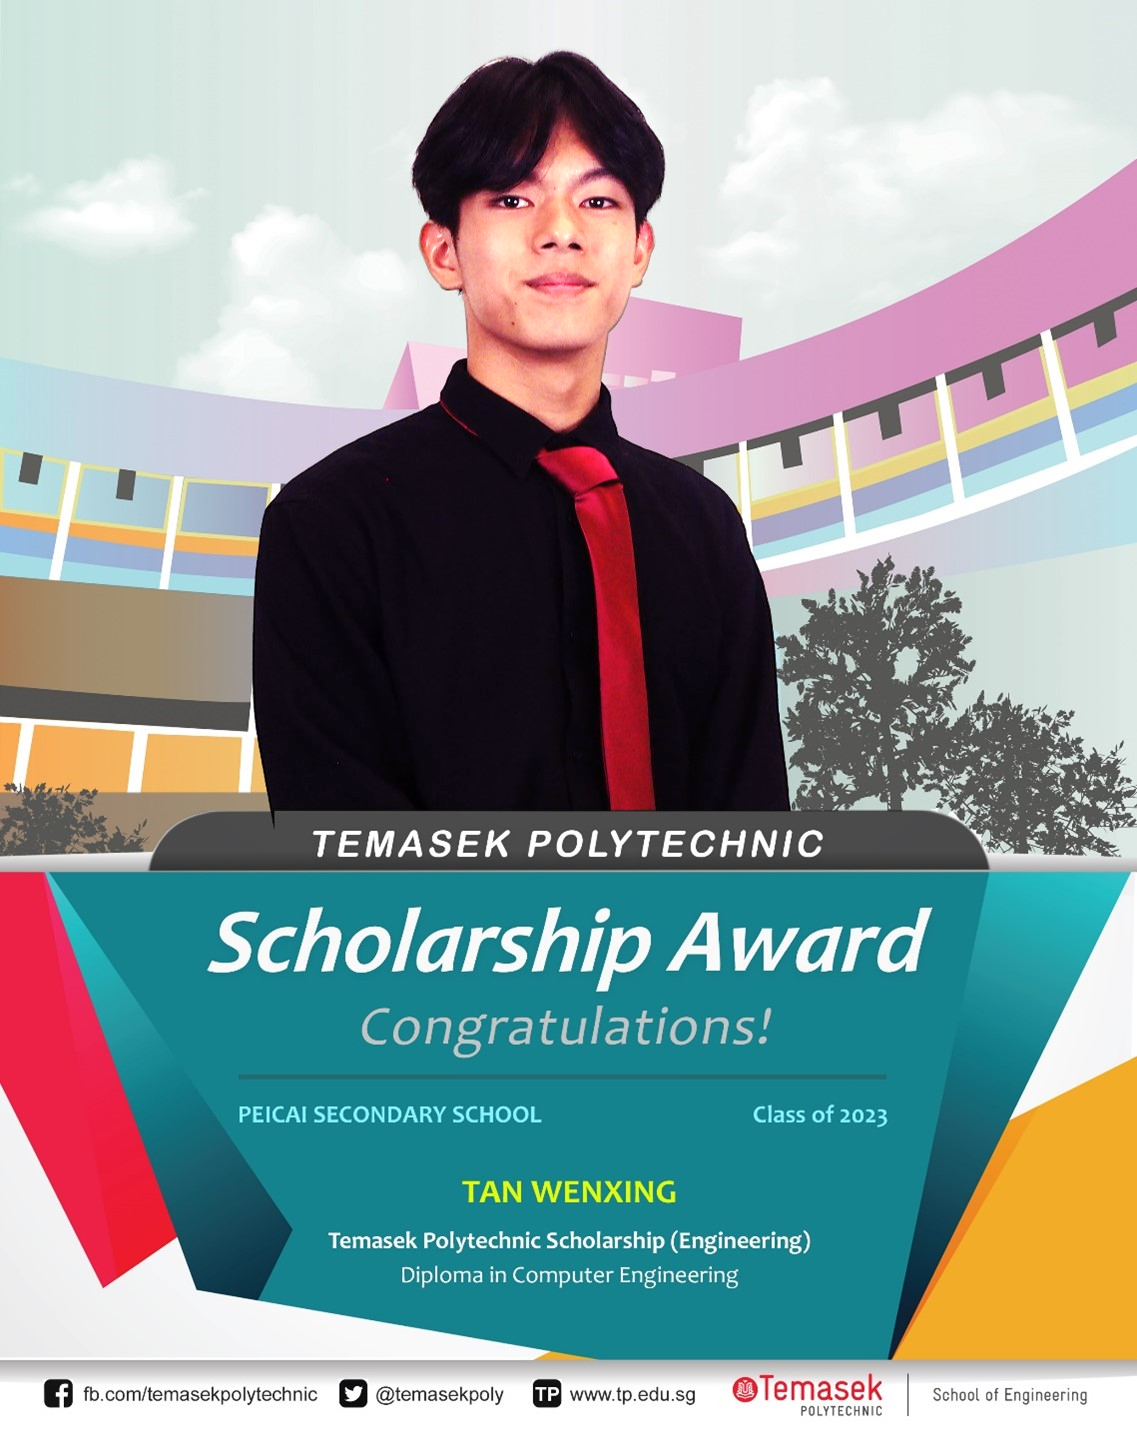 TEMASEK POLYTECHNIC
Scholarship Award
Congratulations!
PEICAI SECONDARY SCHOOL Class of 2023
TAN WENXING
Temasek Polytechnic Scholarship (Engineering)
Diploma in Computer Engineering
fb.com/temasekpolytechnic @temasekpoly TP www.tp.edu.sg Temasek POLYTECHNIC School of Engineering